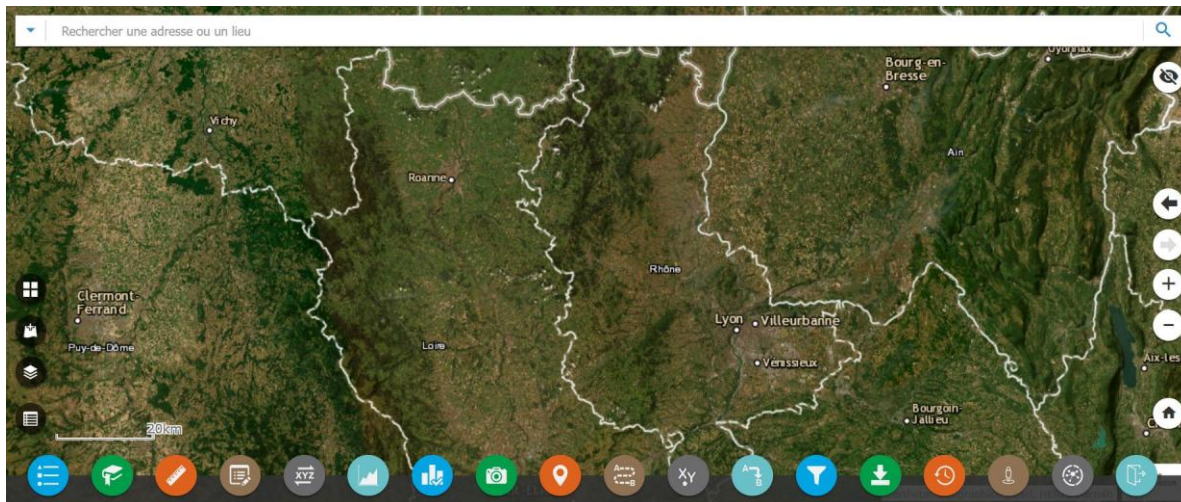 Rechercher une adresse ou un lieu
Oyonnax
Bourg-en-
Bresse
Vichy
Ain
Roanne
Rhône
Clermont-
Ferrand
Lyon
Villeurbanne
Puy-de-Dôme
Loire
Vénissieux
Aix-les
Bourgoin-
Jallieu
20km
XYZ
A
B
XY
A
B